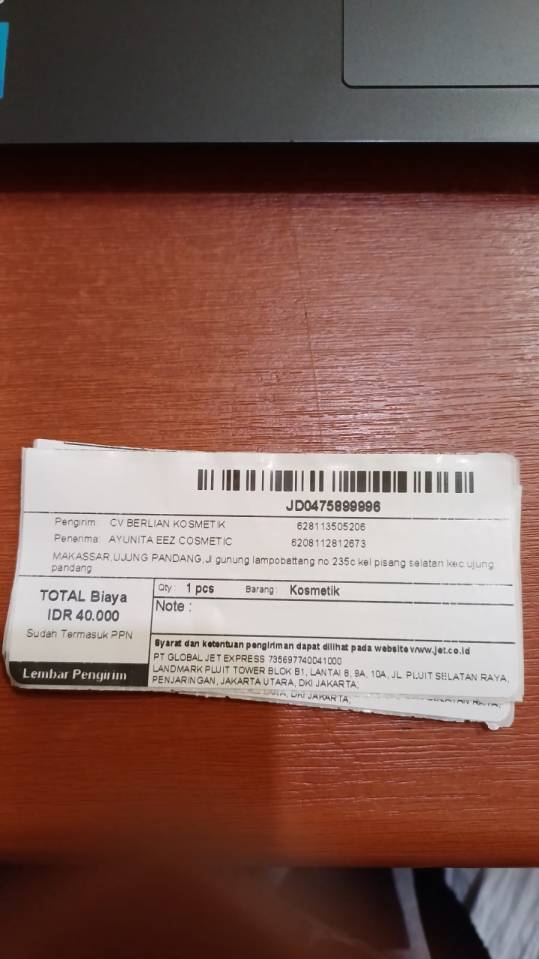 JD0475899996
Pengirim: CV BERLIAN KOSMETIK 628113505206
Penerima: AYUNITA EEZ COSMETIC 6208112812673
MAKASSAR,UJUNG PANDANG,Jl gunung lampobattang no 235c kel pisang selatan kec ujung
pandang
TOTAL Biaya
IDR 40.000
Sudah Termasuk PPN
Lembar Pengirim
Qty: 1 pcs Barang: Kosmetik
Note :
Syarat dan ketentuan pengiriman dapat dilihat pada website www.jet.co.id
PT GLOBAL JET EXPRESS 735697740041000
LANDMARK PLUIT TOWER BLOK B1, LANTAI 8, 9A, 10A, JL. PLUIT SELATAN RAYA,
PENJARINGAN, JAKARTA UTARA, DKI JAKARTA;